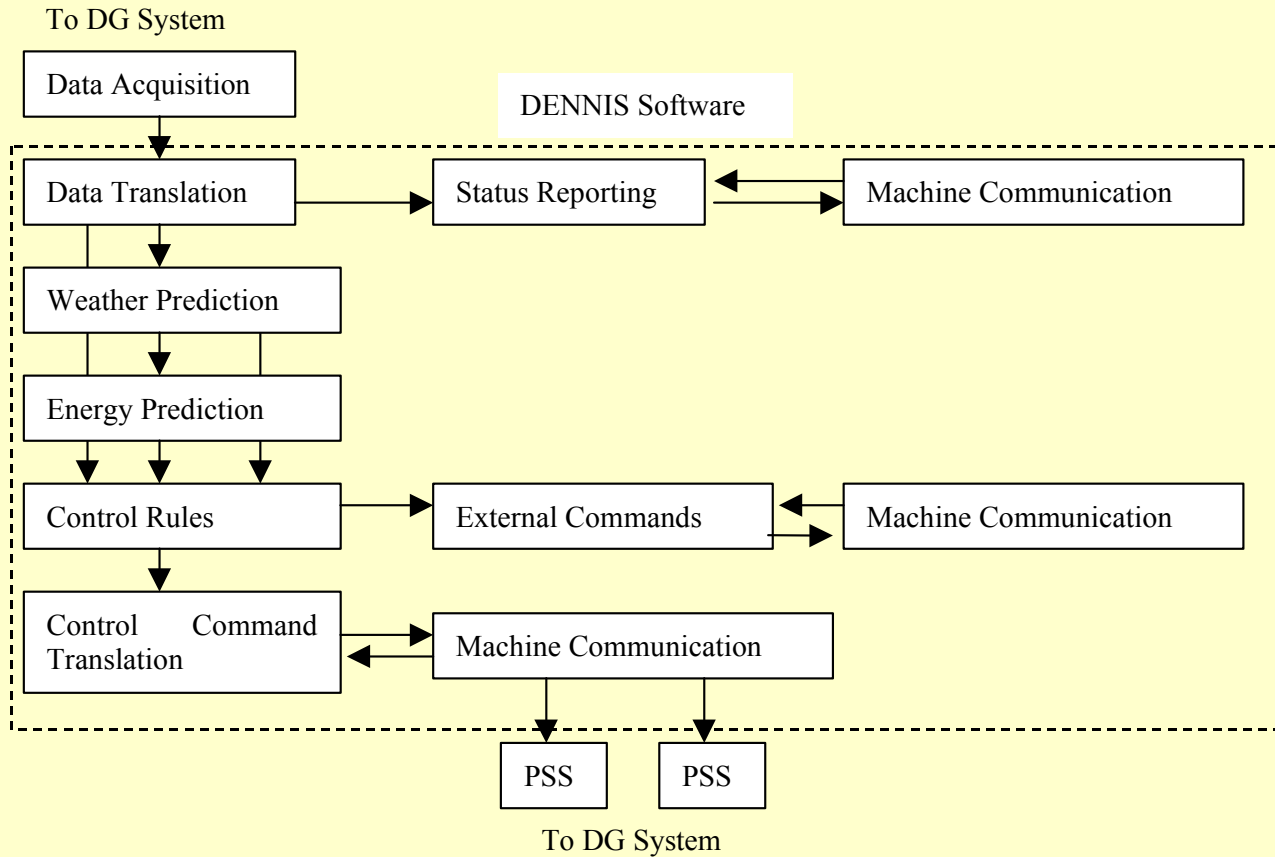 To DG System
Data Acquisition
DENNIS Software
Data Translation
Status Reporting
Machine Communication
Weather Prediction
Energy Prediction
Control Rules
External Commands
Machine Communication
Control Command
Translation
Machine Communication
PSS
PSS
To DG System